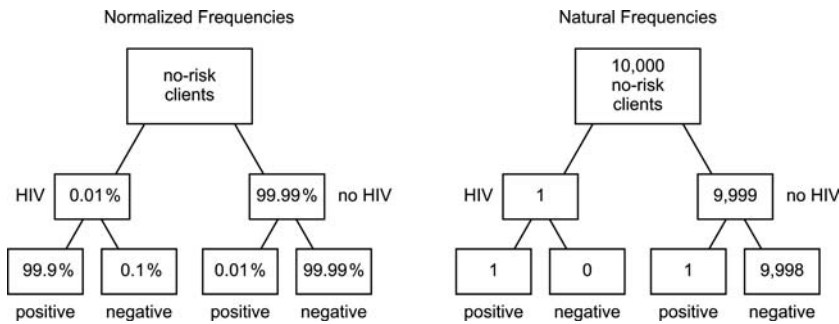 Normalized Frequencies
no-risk
clients
HIV
0.01%
99.99%
no HIV
99.9%
0.1%
0.01%
99.99%
positive
negative
positive
negative
Natural Frequencies
10,000
no-risk
clients
HIV
1
9,999
no HIV
1
0
1
9,998
positive
negative
positive
negative